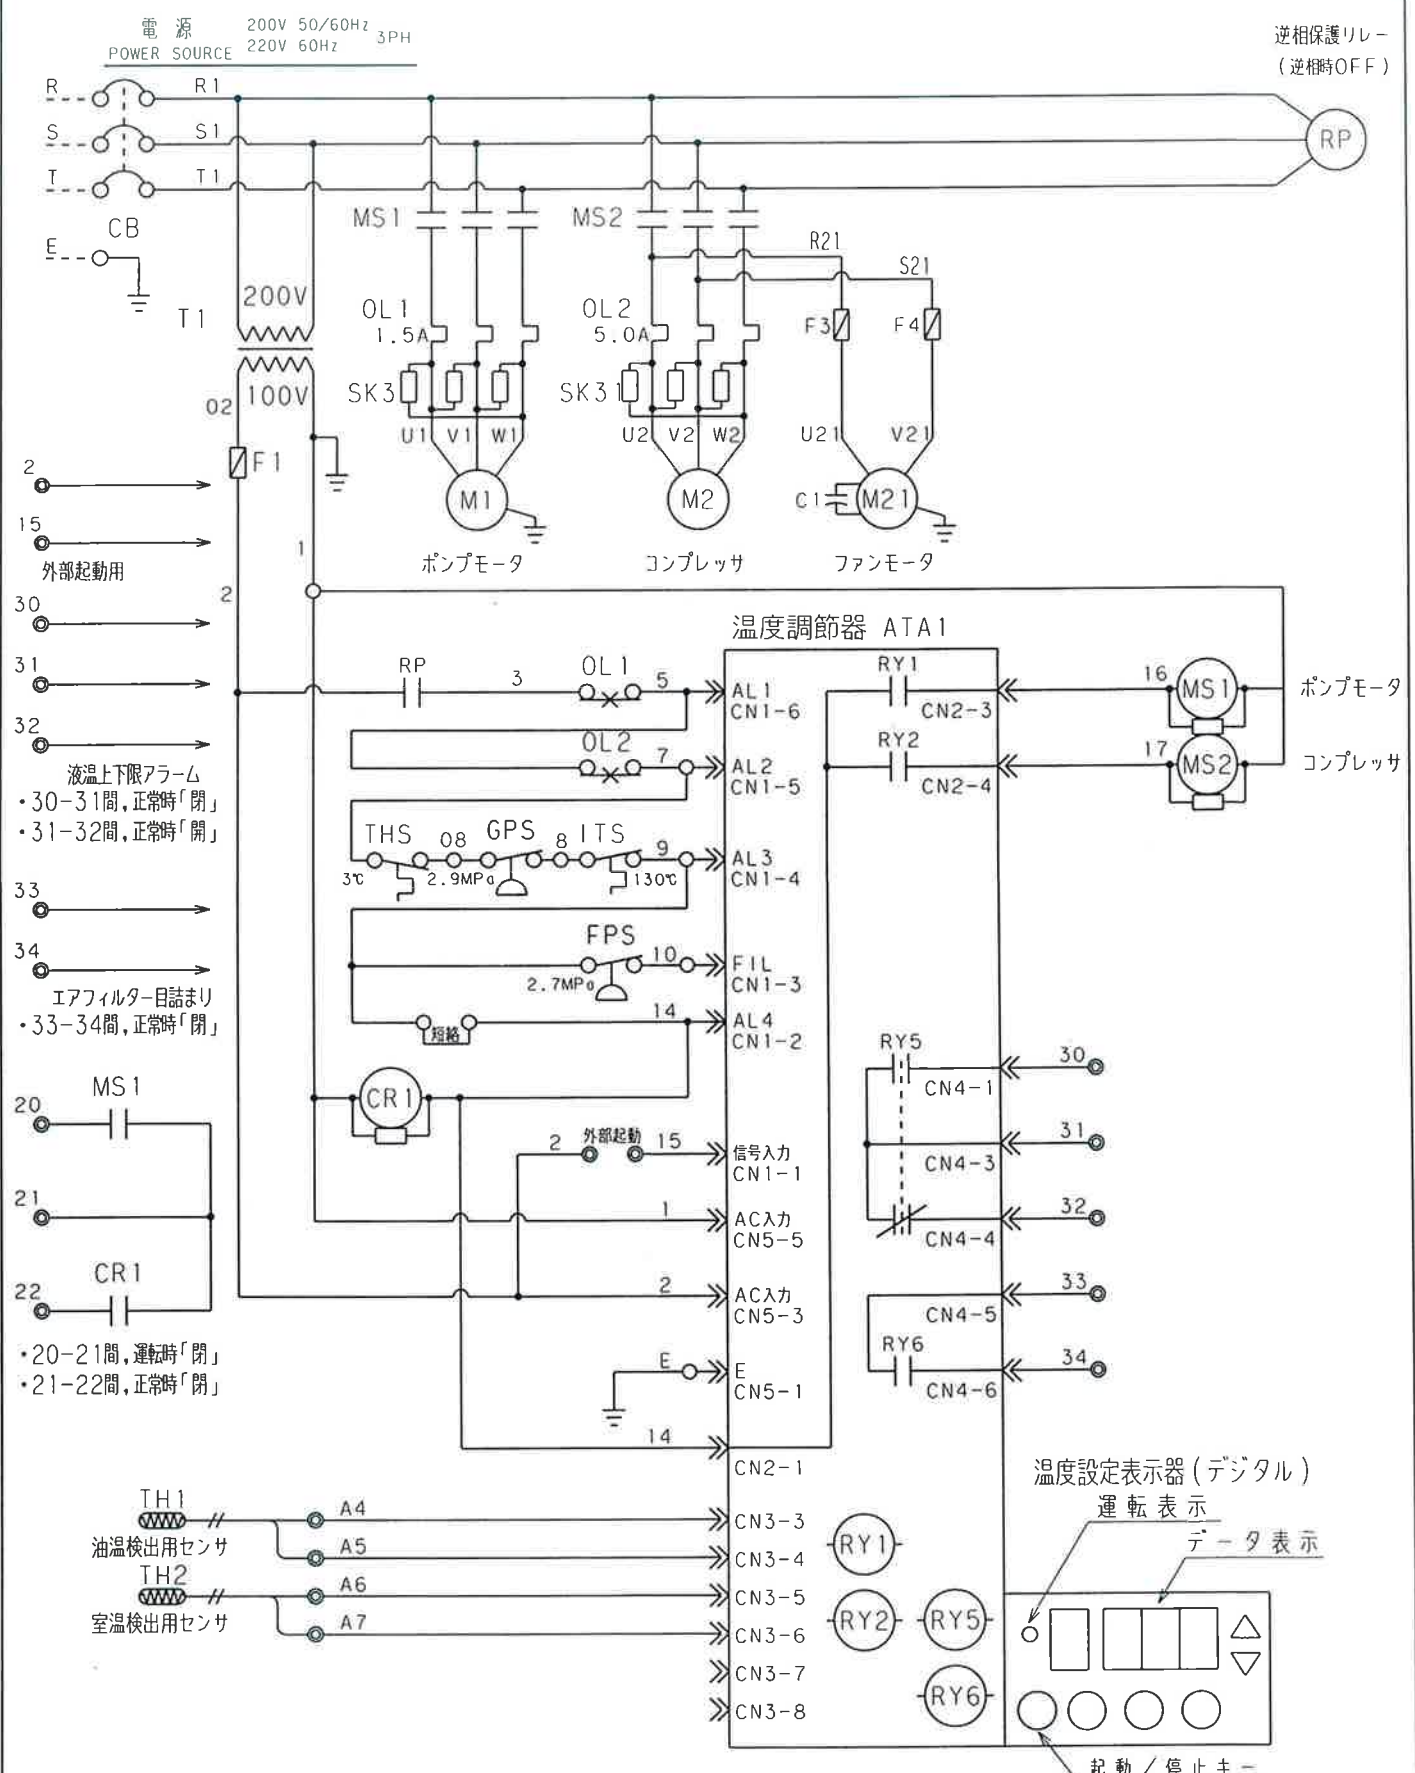 電源 200V 50/60Hz 3PH
POWER SOURCE 220V 60Hz
逆相保護リレー
(逆相時OFF)
R R1
S S1
T T1
RP
CB
E
MS1
MS2
R21
S21
T1
200V
OL1
1.5A
OL2
5.0A
F3
F4
100V
SK3
SK31
02
U1 V1 W1
U2 V2 W2
U21 V21
F1
M1
M2
C1
M21
ポンプモータ
コンプレッサ
ファンモータ
2
15
外部起動用
1
2
30
31
32
液温上下限アラーム
・30-31間,正常時「閉」
・31-32間,正常時「開」
33
34
エアフィルター目詰まり
・33-34間,正常時「閉」
MS1
20
21
CR1
22
・20-21間,運転時「閉」
・21-22間,正常時「閉」
温度調節器 ATA1
RP 3 OL1 5
AL1
CN1-6
RY1
CN2-3
16 MS1 ポンプモータ
OL2 7
AL2
CN1-5
RY2
CN2-4
17 MS2 コンプレッサ
THS 08 GPS 8 ITS 9
3℃ 2.9MPa 130℃
AL3
CN1-4
FPS
2.7MPa
10
FIL
CN1-3
短絡
14
AL4
CN1-2
CR1
RY5
CN4-1
30
2 外部起動 15
信号入力
CN1-1
CN4-3
31
1
AC入力
CN5-5
CN4-4
32
2
AC入力
CN5-3
CN4-5
33
E
E
CN5-1
RY6
CN4-6
34
14
CN2-1
TH1
油温検出用センサ
A4 CN3-3
A5 CN3-4
TH2
室温検出用センサ
A6 CN3-5
A7 CN3-6
CN3-7
CN3-8
RY1
RY2
RY5
RY6
温度設定表示器(デジタル)
運転表示
データ表示
起動/停止キー